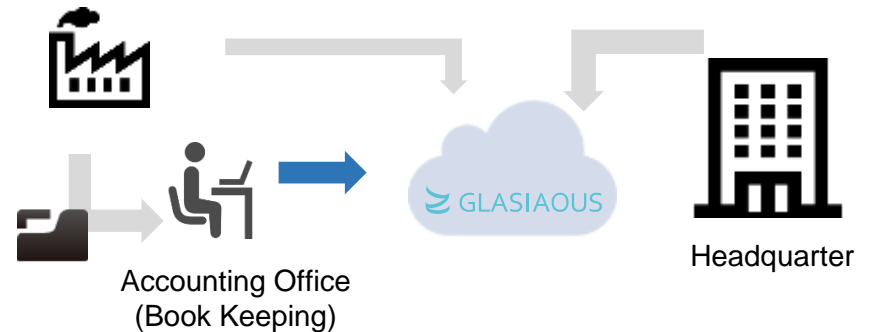 GLASIAOUS
Headquarter
Accounting Office
(Book Keeping)